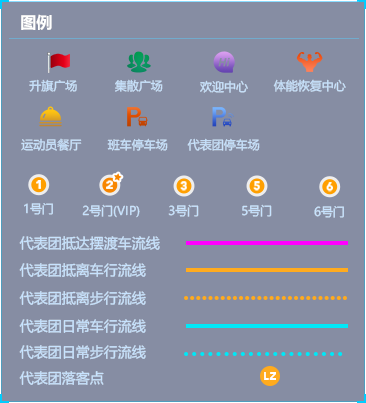 图例
升旗广场 集散广场 欢迎中心 体能恢复中心
P P
运动员餐厅 班车停车场 代表团停车场
1 2 3 5 6
1号门 2号门(VIP) 3号门 5号门 6号门
代表团抵达摆渡车流线
代表团抵离车行流线
代表团抵离步行流线
代表团日常车行流线
代表团日常步行流线
代表团落客点 LZ